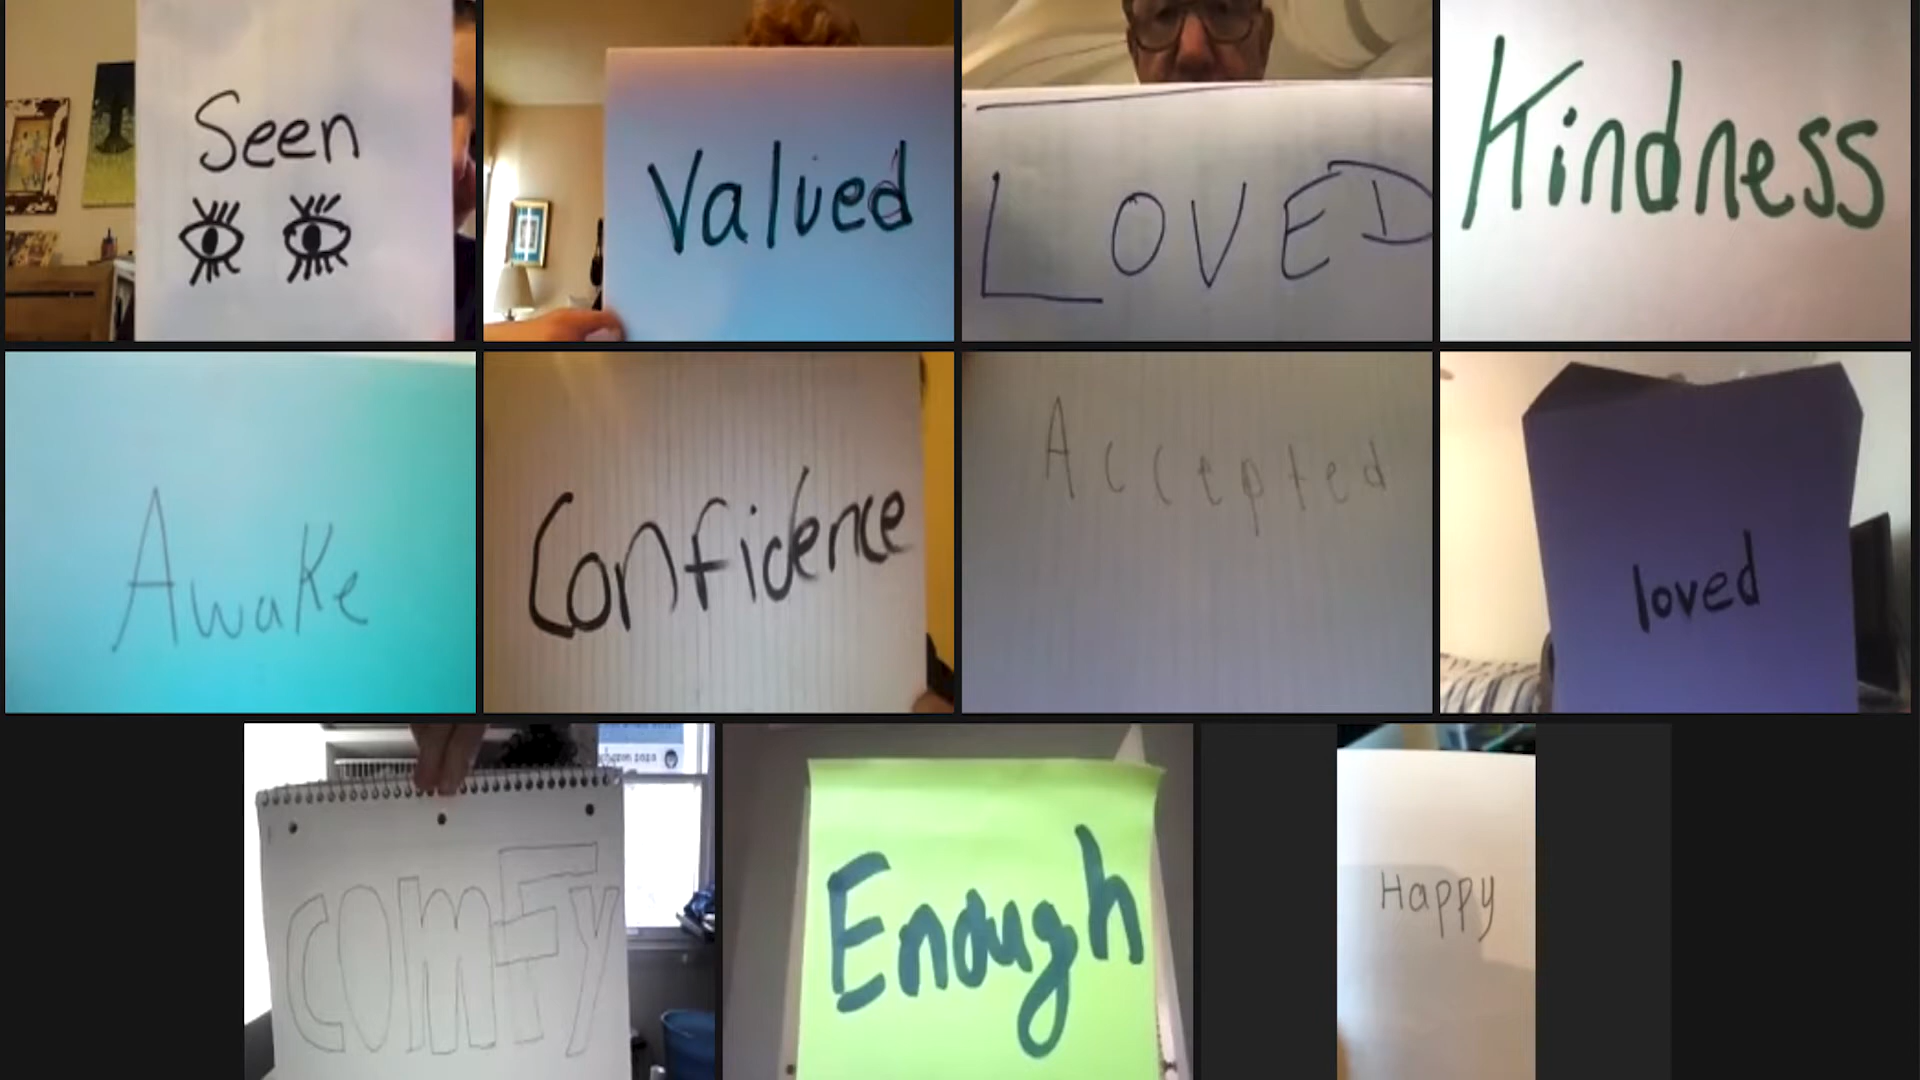 Seen
Valued
LOVED
Kindness
Awake
Confidence
Accepted
loved
COMFY
Enough
Happy